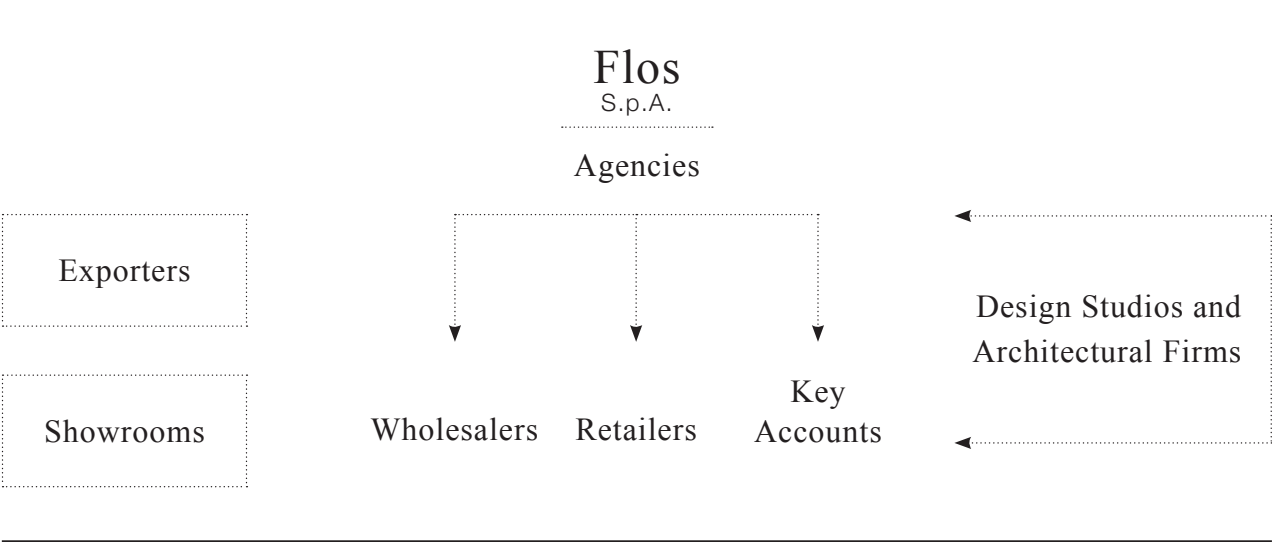 Flos
S.p.A.
Agencies
Exporters
Showrooms
Wholesalers
Retailers
Key
Accounts
Design Studios and
Architectural Firms